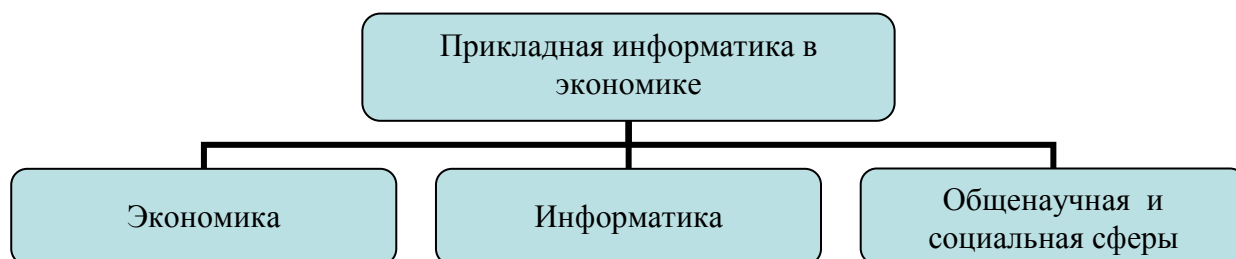 Прикладная информатика в
экономике
Экономика
Информатика
Общенаучная и
социальная сферы